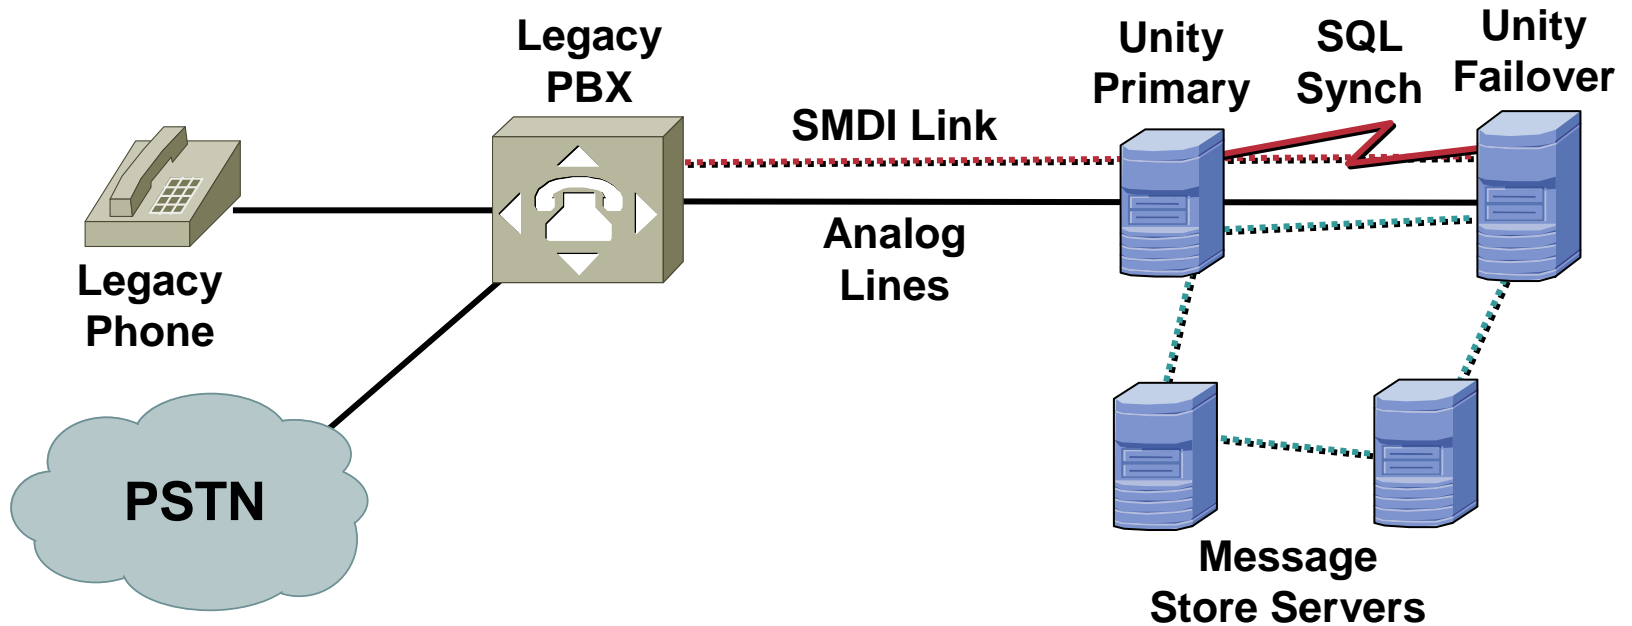 Legacy
PBX
Unity
Primary
SQL
Synch
Unity
Failover
SMDI Link
Analog
Lines
Legacy
Phone
PSTN
Message
Store Servers